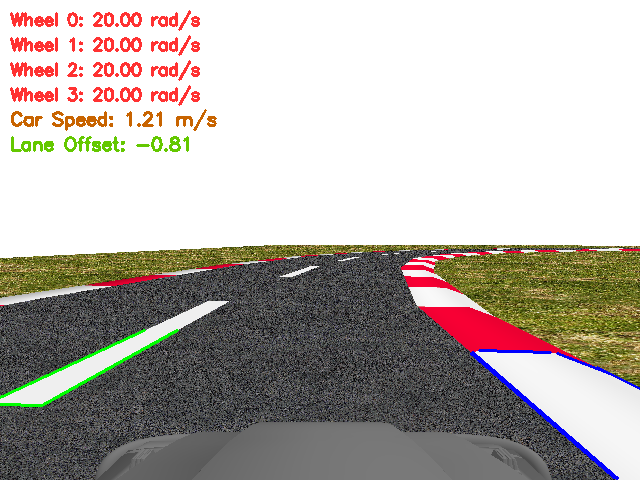 Wheel 0: 20.00 rad/s
Wheel 1: 20.00 rad/s
Wheel 2: 20.00 rad/s
Wheel 3: 20.00 rad/s
Car Speed: 1.21 m/s
Lane Offset: -0.81